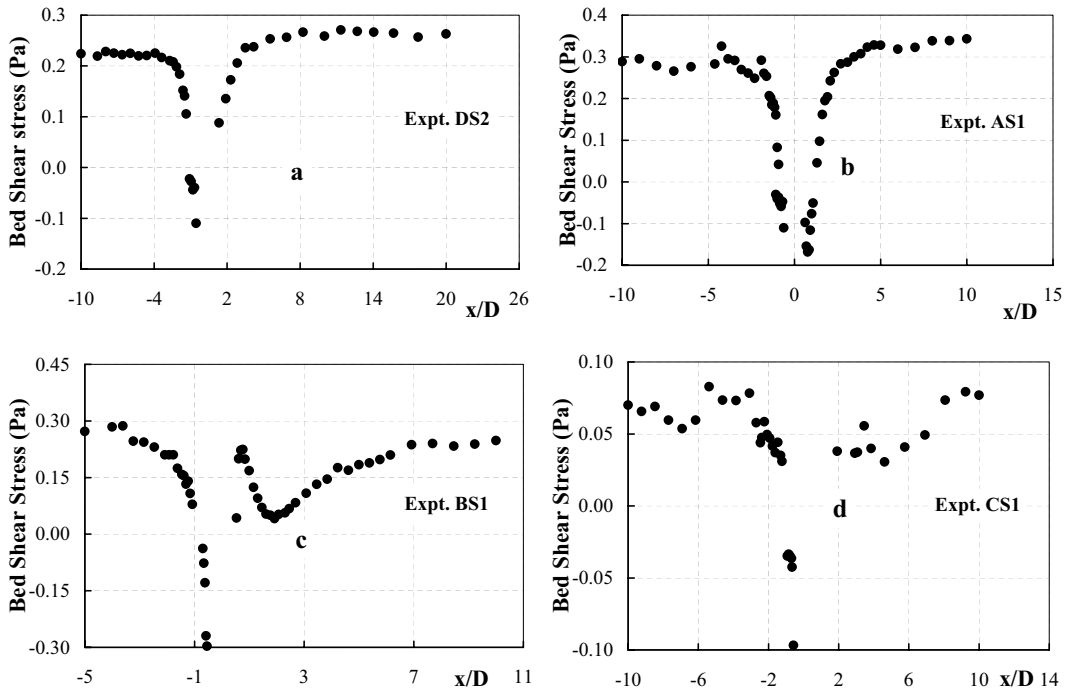 Bed Shear stress (Pa)
0.3
0.2
0.1
0.0
-0.1
-0.2
Expt. DS2
a
-10 -4 2 8 14 20 26
x/D
Bed Shear Stress (Pa)
0.4
0.3
0.2
0.1
0.0
-0.1
-0.2
Expt. AS1
b
-10 -5 0 5 10 15
x/D
Bed Shear Stress (Pa)
0.45
0.30
0.15
0.00
-0.15
-0.30
Expt. BS1
c
-5 -1 3 7 11
x/D
Bed Shear Stress (Pa)
0.10
0.05
0.00
-0.05
-0.10
Expt. CS1
d
-10 -6 -2 2 6 10 14
x/D